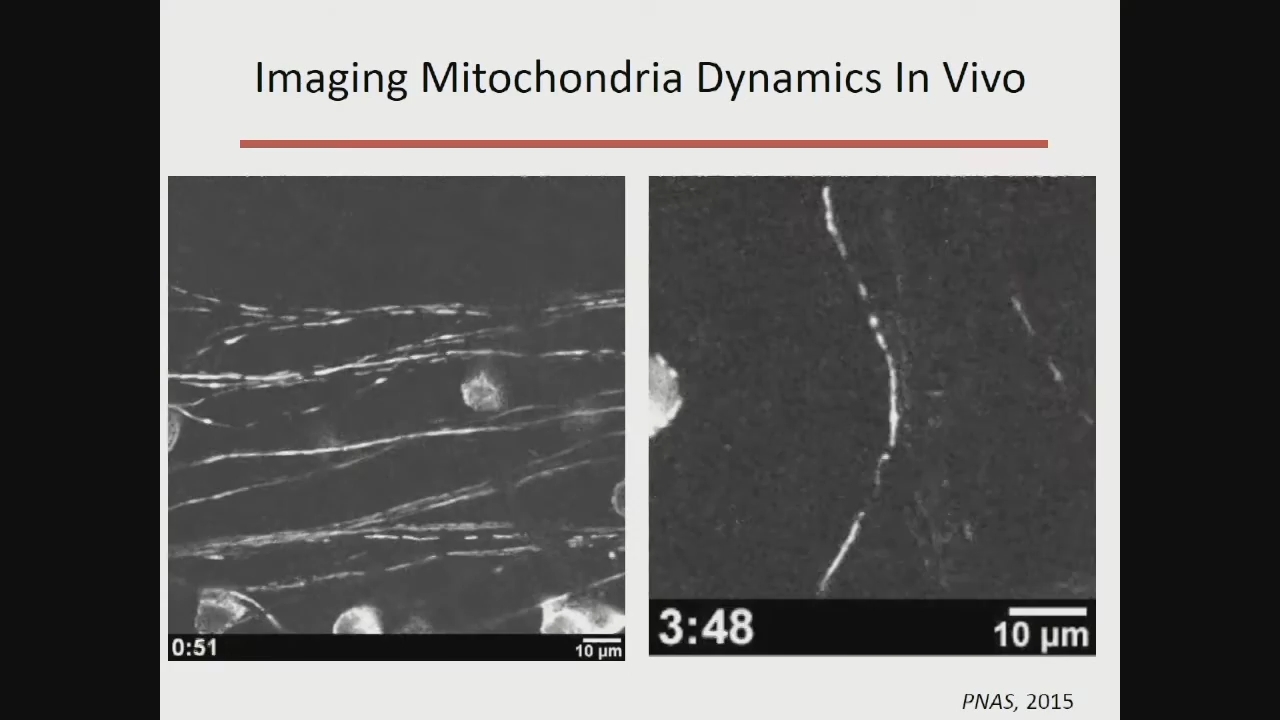 Imaging Mitochondria Dynamics In Vivo
0:51
10 µm
3:48
10 µm
PNAS, 2015